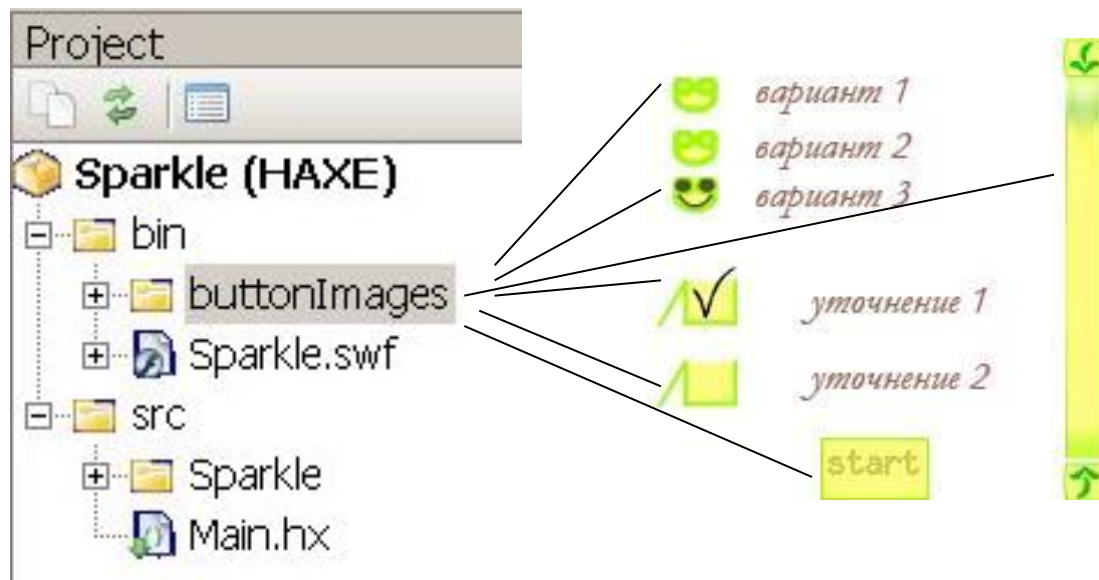 Project
Sparkle (HAXE)
bin
buttonImages
Sparkle.swf
src
Sparkle
Main.hx
вариант 1
вариант 2
вариант 3
уточнение 1
уточнение 2
start